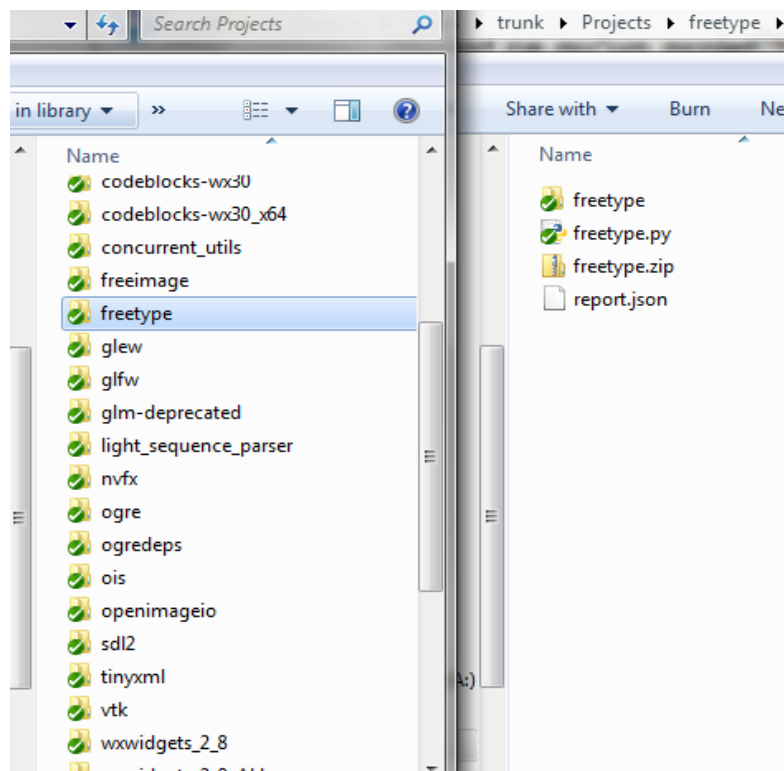 Search Projects
in library
»
Name
codeblocks-wx30
codeblocks-wx30_x64
concurrent_utils
freeimage
freetype
glew
glfw
glm-deprecated
light_sequence_parser
nvfx
ogre
ogredeps
ois
openimageio
sdl2
tinyxml
vtk
wxwidgets_2_8
trunk Projects freetype
Share with Burn Ne
Name
freetype
freetype.py
freetype.zip
report.json
A:)